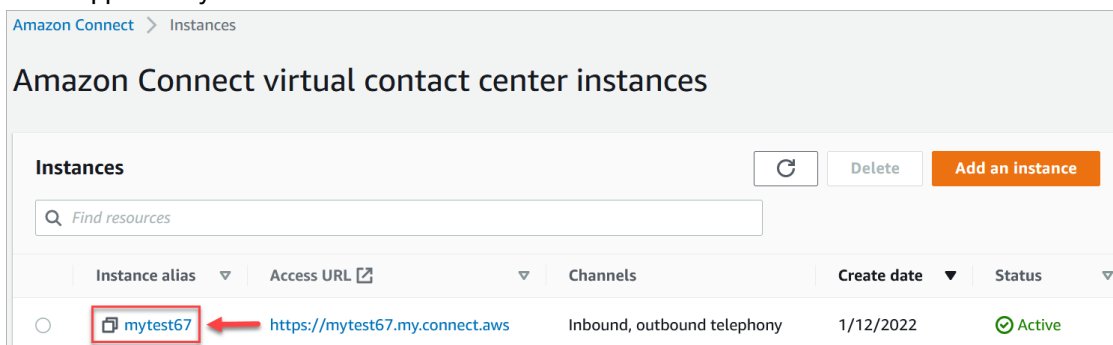 Amazon Connect > Instances
Amazon Connect virtual contact center instances
Instances
Delete
Add an instance
Find resources
Instance alias Access URL Channels Create date Status
mytest67 https://mytest67.my.connect.aws Inbound, outbound telephony 1/12/2022 Active